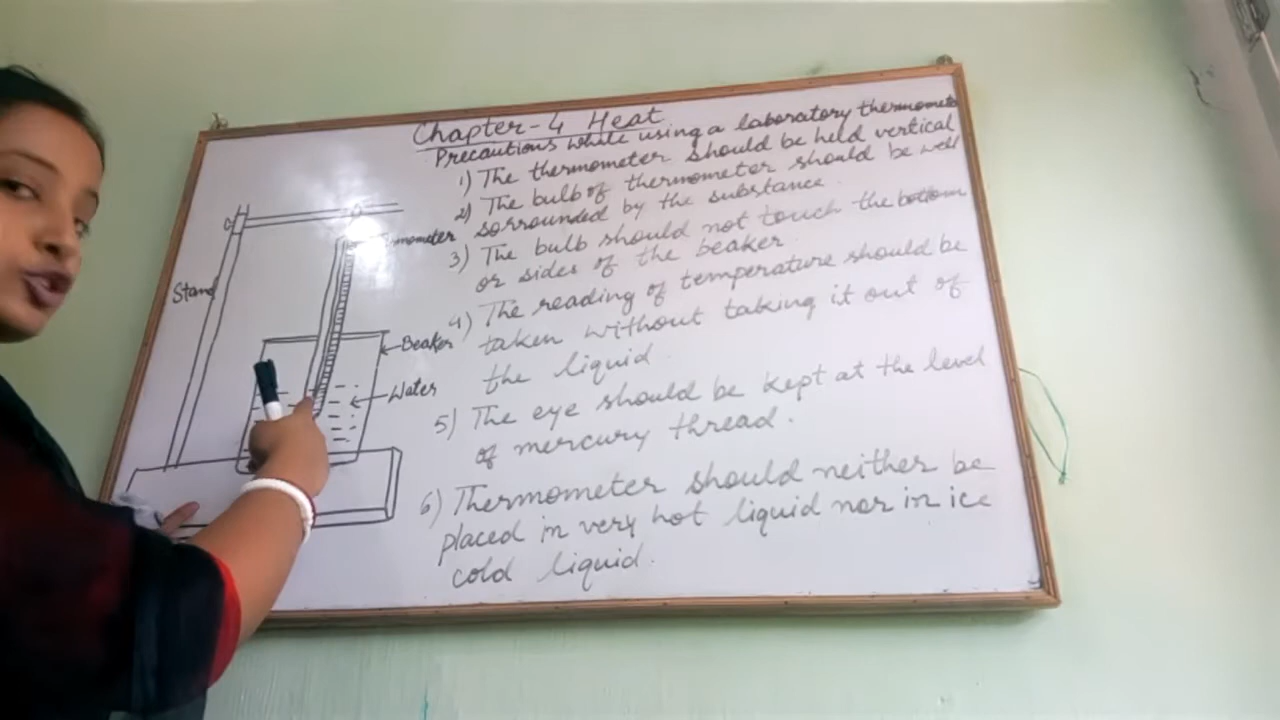 Chapter-4 Heat
Precautions while using a laboratory thermometer
1) The thermometer should be held vertical
2) The bulb of thermometer should be well
sorrounded by the substance.
3) The bulb should not touch the bottom
or sides of the beaker.
4) The reading of temperature should be
taken without taking it out of
the liquid.
5) The eye should be kept at the level
of mercury thread.
6) Thermometer should neither be
placed in very hot liquid nor in ice
cold liquid.
Stand
Beaker
Water